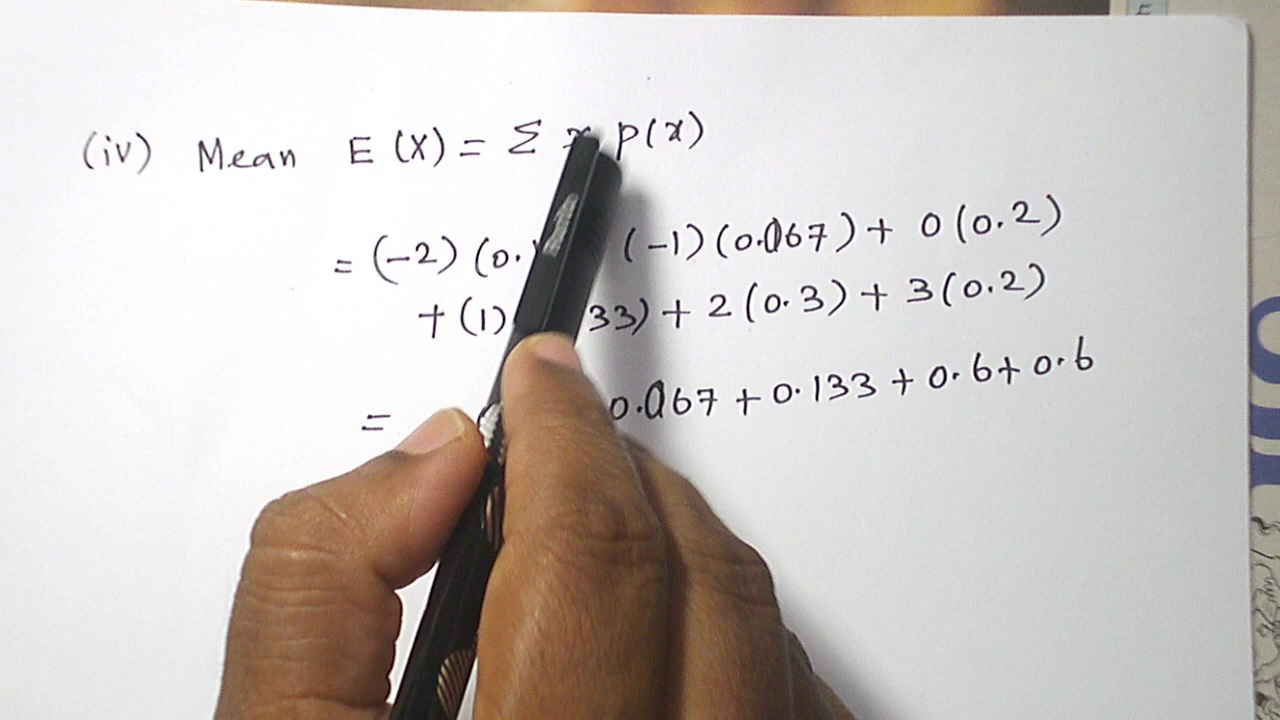 (iv) Mean E (X) = Σ x p(x)
= (-2) (0. (-1) (0.067) + 0 (0.2)
+ (1) 33) + 2 (0.3) + 3 (0.2)
= 0.067 + 0.133 + 0.6 + 0.6